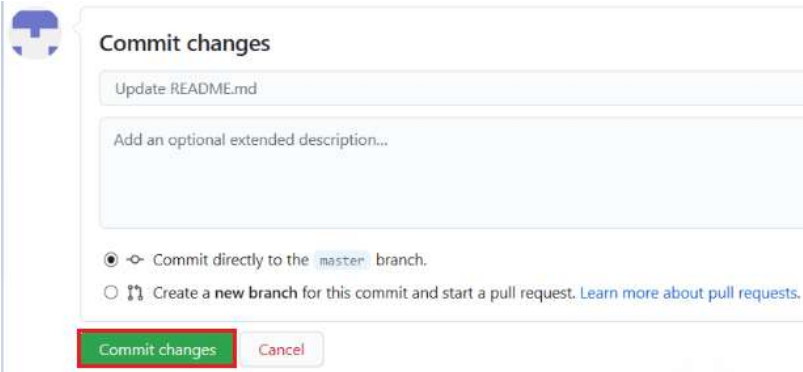 Commit changes
Update README.md
Add an optional extended description...
Commit directly to the master branch.
Create a new branch for this commit and start a pull request. Learn more about pull requests.
Commit changes
Cancel